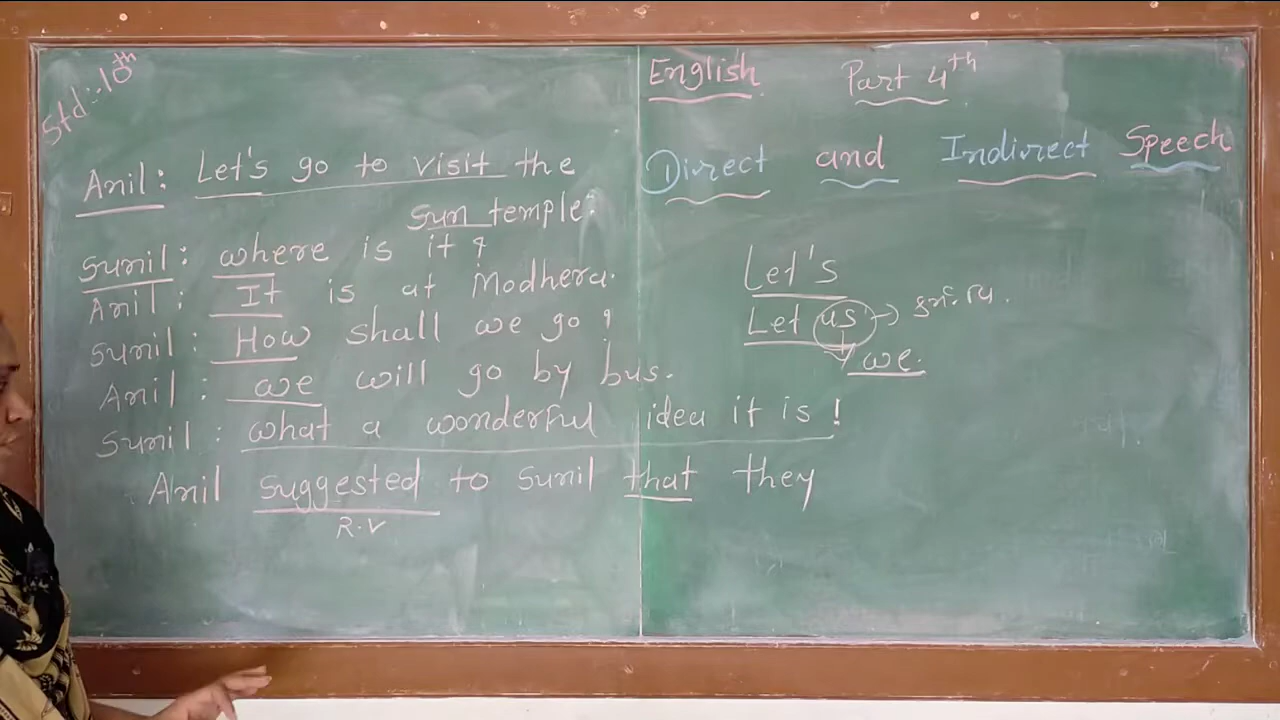 Std:-10th
Anil: Let's go to visit the
sun temple.
Sunil: where is it ?
Anil: It is at Modhera.
Sunil: How shall we go ?
Anil: we will go by bus.
Sunil: what a wonderful idea it is !
Anil suggested to Sunil that they
R.V
English Part 4th
Direct and Indirect Speech
Let's
Let us →
we.